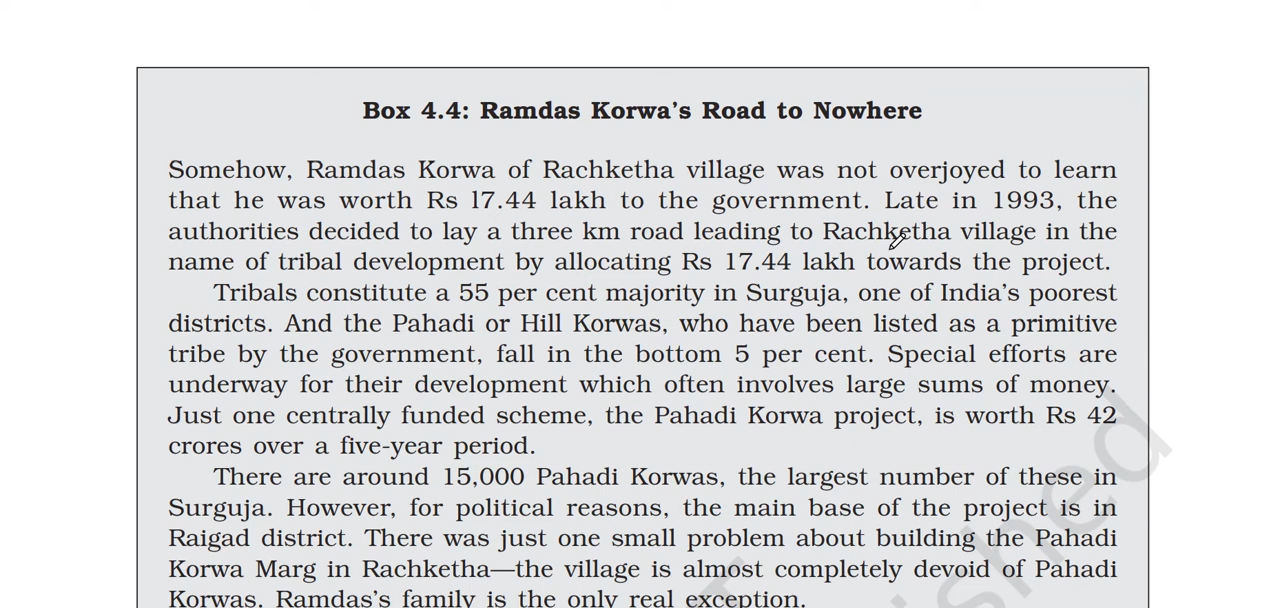 Box 4.4: Ramdas Korwa's Road to Nowhere
Somehow, Ramdas Korwa of Rachketha village was not overjoyed to learn
that he was worth Rs l7.44 lakh to the government. Late in 1993, the
authorities decided to lay a three km road leading to Rachketha village in the
name of tribal development by allocating Rs 17.44 lakh towards the project.
Tribals constitute a 55 per cent majority in Surguja, one of India's poorest
districts. And the Pahadi or Hill Korwas, who have been listed as a primitive
tribe by the government, fall in the bottom 5 per cent. Special efforts are
underway for their development which often involves large sums of money.
Just one centrally funded scheme, the Pahadi Korwa project, is worth Rs 42
crores over a five-year period.
There are around 15,000 Pahadi Korwas, the largest number of these in
Surguja. However, for political reasons, the main base of the project is in
Raigad district. There was just one small problem about building the Pahadi
Korwa Marg in Rachketha—the village is almost completely devoid of Pahadi
Korwas. Ramdas's family is the only real exception.